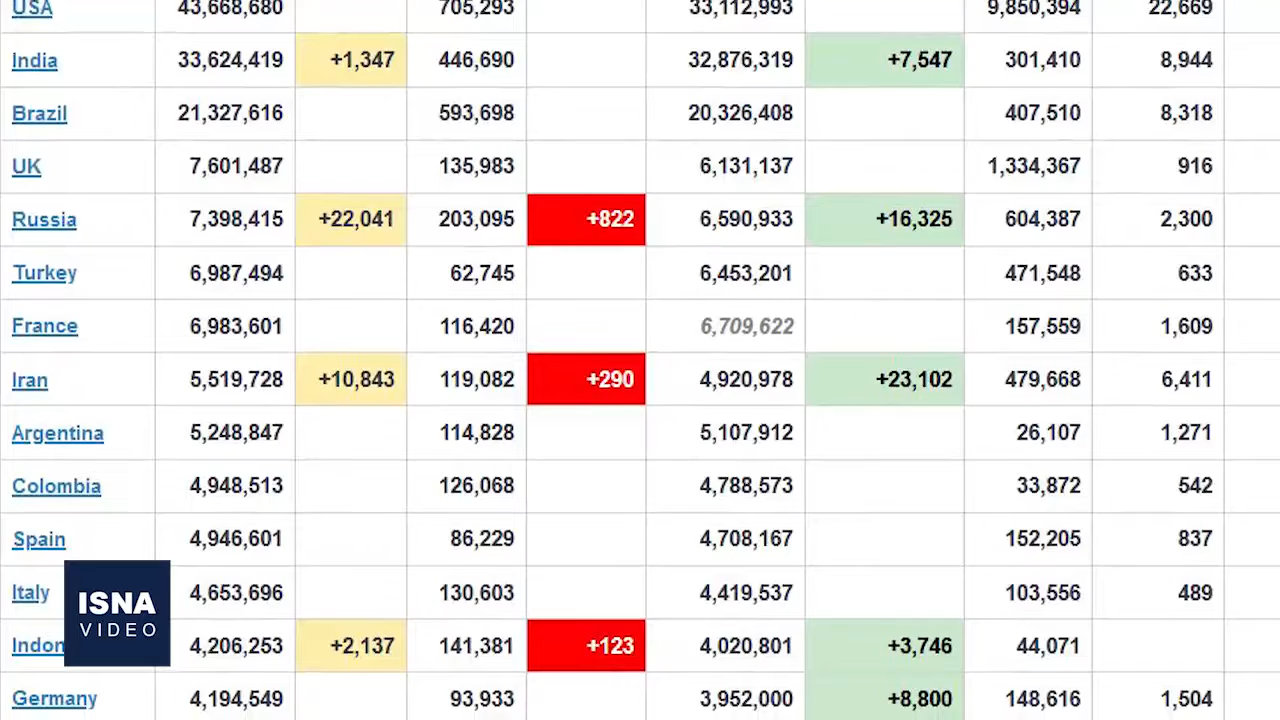 USA 43,668,680 705,293 33,112,993 9,850,394 22,669
India 33,624,419 +1,347 446,690 32,876,319 +7,547 301,410 8,944
Brazil 21,327,616 593,698 20,326,408 407,510 8,318
UK 7,601,487 135,983 6,131,137 1,334,367 916
Russia 7,398,415 +22,041 203,095 +822 6,590,933 +16,325 604,387 2,300
Turkey 6,987,494 62,745 6,453,201 471,548 633
France 6,983,601 116,420 6,709,622 157,559 1,609
Iran 5,519,728 +10,843 119,082 +290 4,920,978 +23,102 479,668 6,411
Argentina 5,248,847 114,828 5,107,912 26,107 1,271
Colombia 4,948,513 126,068 4,788,573 33,872 542
Spain 4,946,601 86,229 4,708,167 152,205 837
Italy 4,653,696 130,603 4,419,537 103,556 489
Indon 4,206,253 +2,137 141,381 +123 4,020,801 +3,746 44,071
Germany 4,194,549 93,933 3,952,000 +8,800 148,616 1,504
ISNA
VIDEO